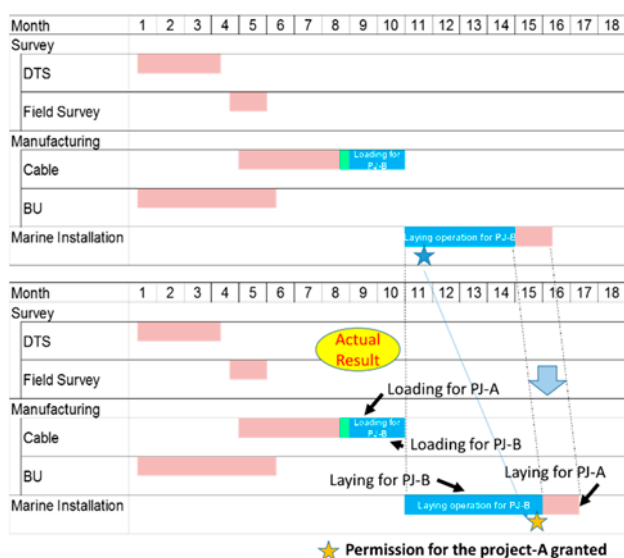 Month 1 2 3 4 5 6 7 8 9 10 11 12 13 14 15 16 17 18
Survey
DTS
Field Survey
Manufacturing
Cable
Loading for
PJ-B
BU
Marine Installation
Laying operation for PJ-B
Month 1 2 3 4 5 6 7 8 9 10 11 12 13 14 15 16 17 18
Survey
DTS
Actual
Result
Field Survey
Manufacturing
Loading for PJ-A
Cable
Loading for
PJ-B
Loading for PJ-B
BU
Laying for PJ-B
Laying for PJ-A
Marine Installation
Laying operation for PJ-B
Permission for the project-A granted